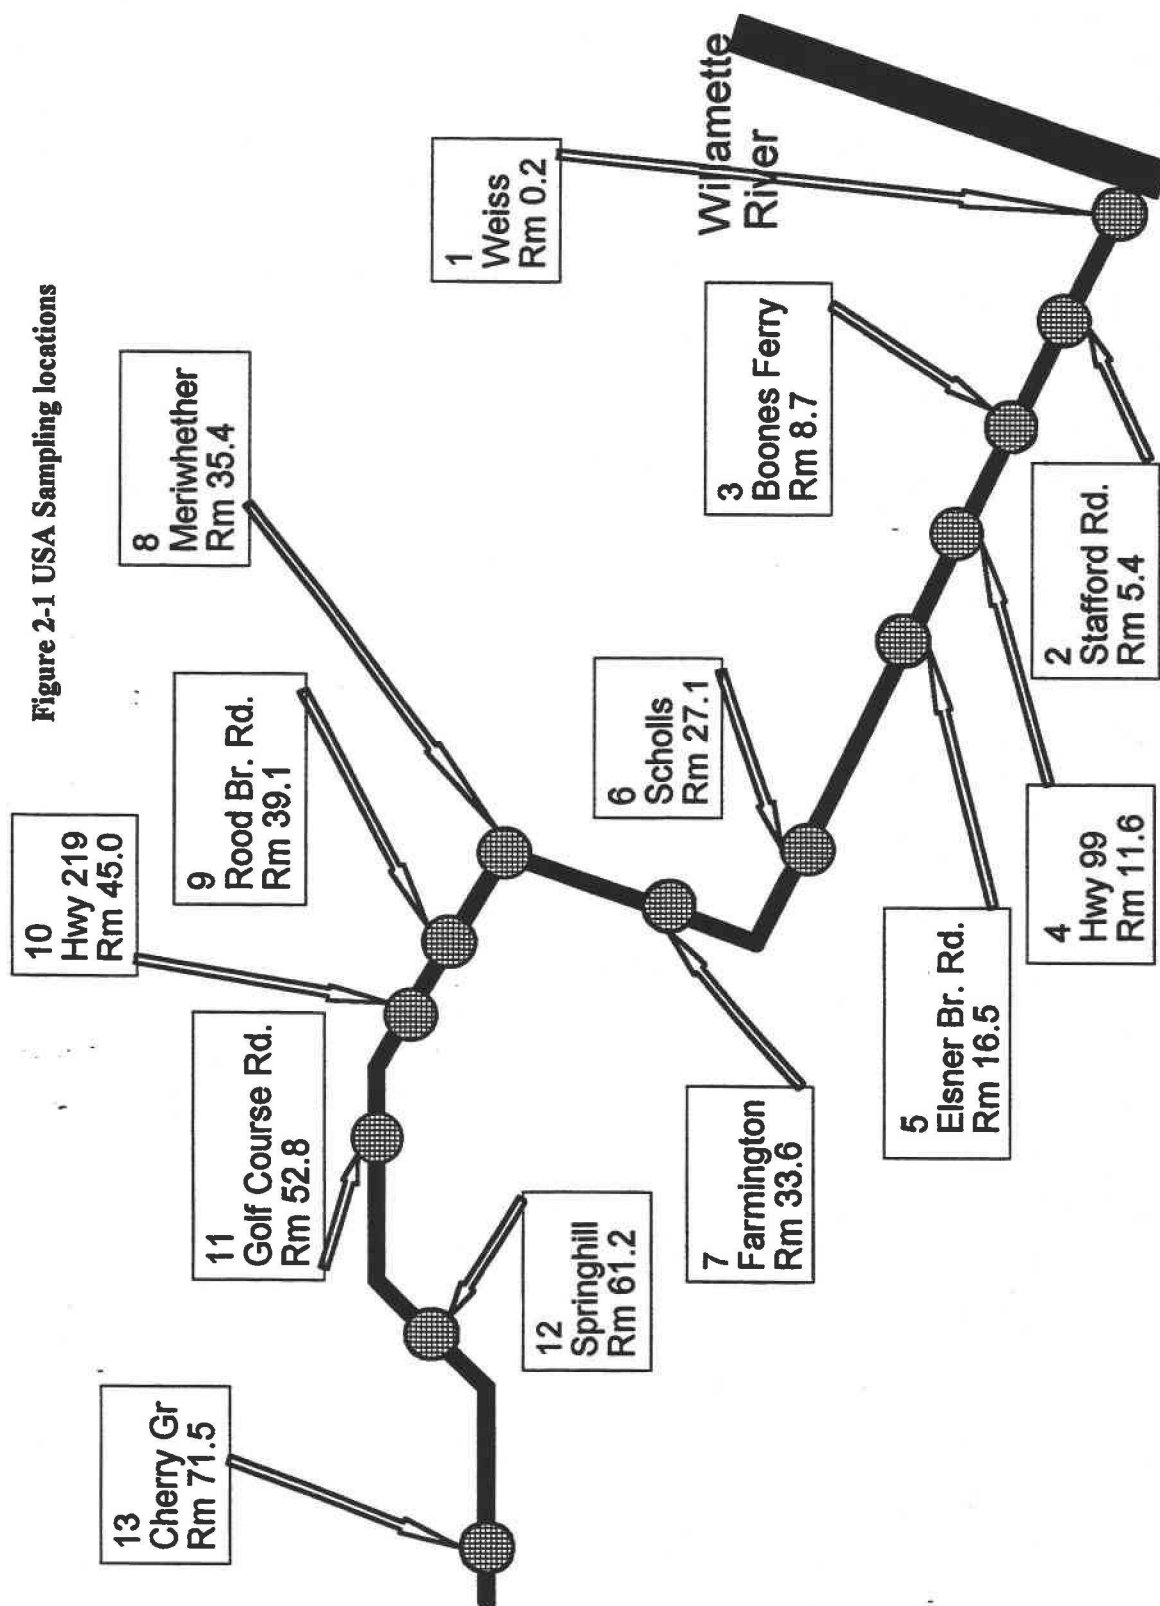 Figure 2-1 USA Sampling locations
10
Hwy 219
Rm 45.0
13
Cherry Gr
Rm 71.5
11
Golf Course Rd.
Rm 52.8
9
Rood Br. Rd.
Rm 39.1
8
Meriwhether
Rm 35.4
1
Weiss
Rm 0.2
12
Springhill
Rm 61.2
6
Scholls
Rm 27.1
3
Boones Ferry
Rm 8.7
Willamette
River
7
Farmington
Rm 33.6
5
Elsner Br. Rd.
Rm 16.5
4
Hwy 99
Rm 11.6
2
Stafford Rd.
Rm 5.4